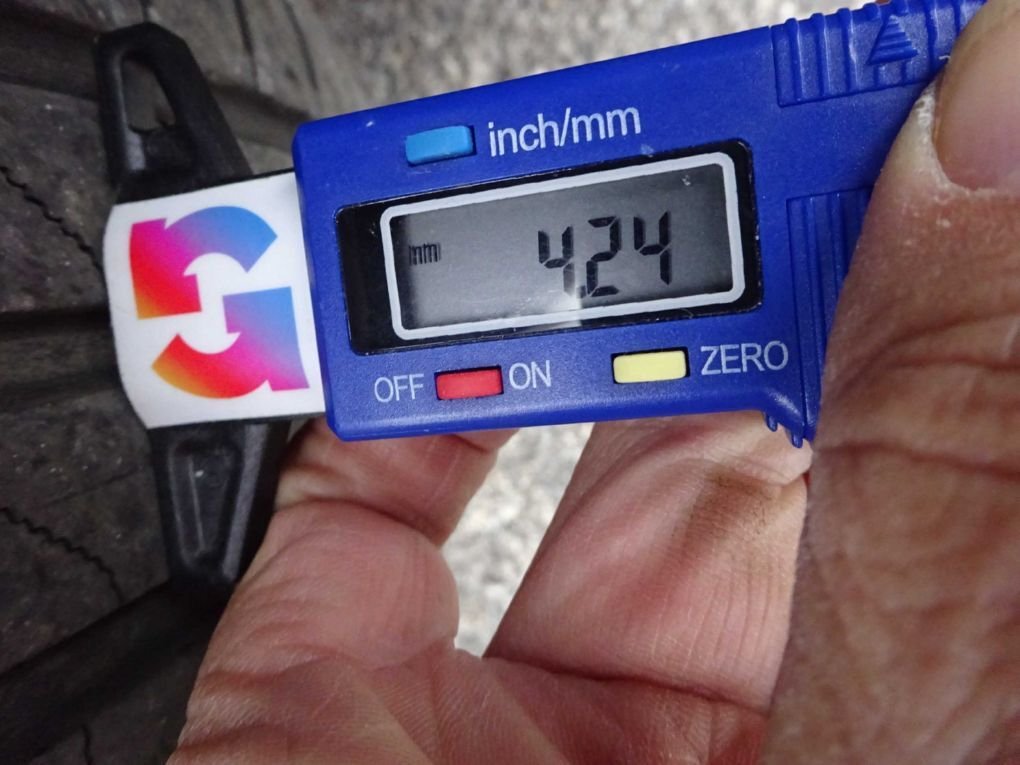 inch/mm
mm 4.24
OFF ON ZERO